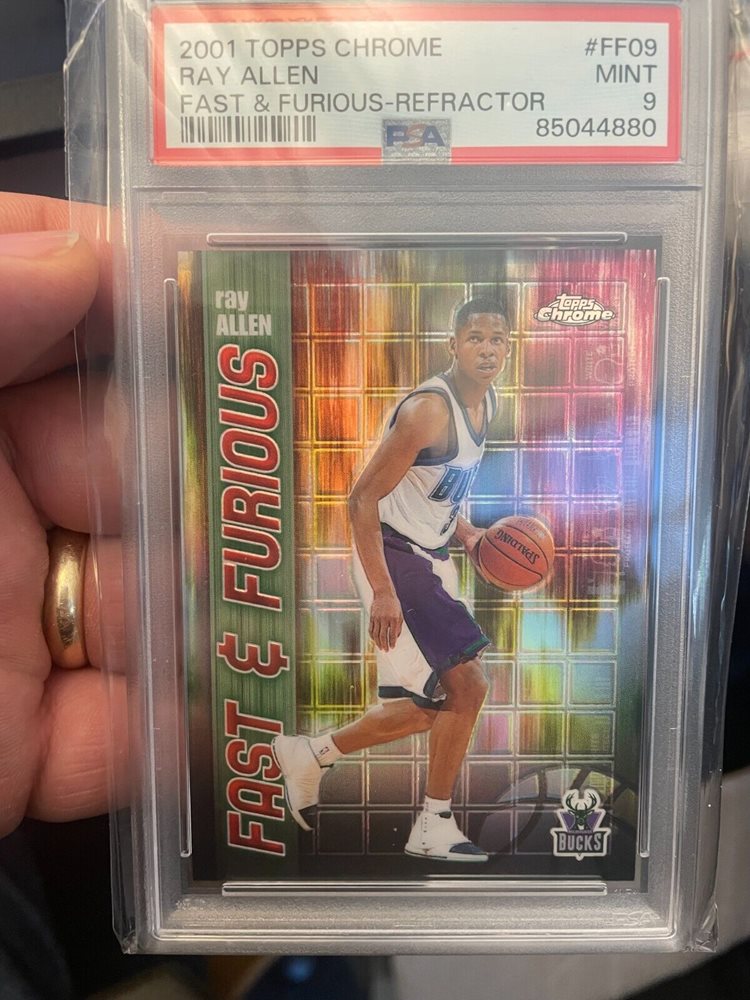 2001 TOPPS CHROME #FF09
RAY ALLEN MINT
FAST & FURIOUS-REFRACTOR 9
PSA 85044880
ray
ALLEN
FAST & FURIOUS
Topps
Chrome
BU
SPALDING
BUCKS